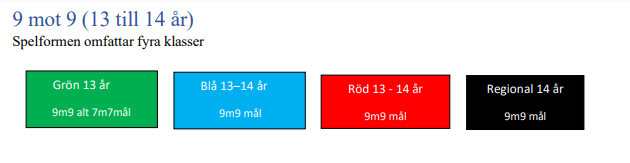 9 mot 9 (13 till 14 år)
Spelformen omfattar fyra klasser
Grön 13 år
9m9 alt 7m7mål
Blå 13–14 år
9m9 mål
Röd 13 - 14 år
9m9 mål
Regional 14 år
9m9 mål